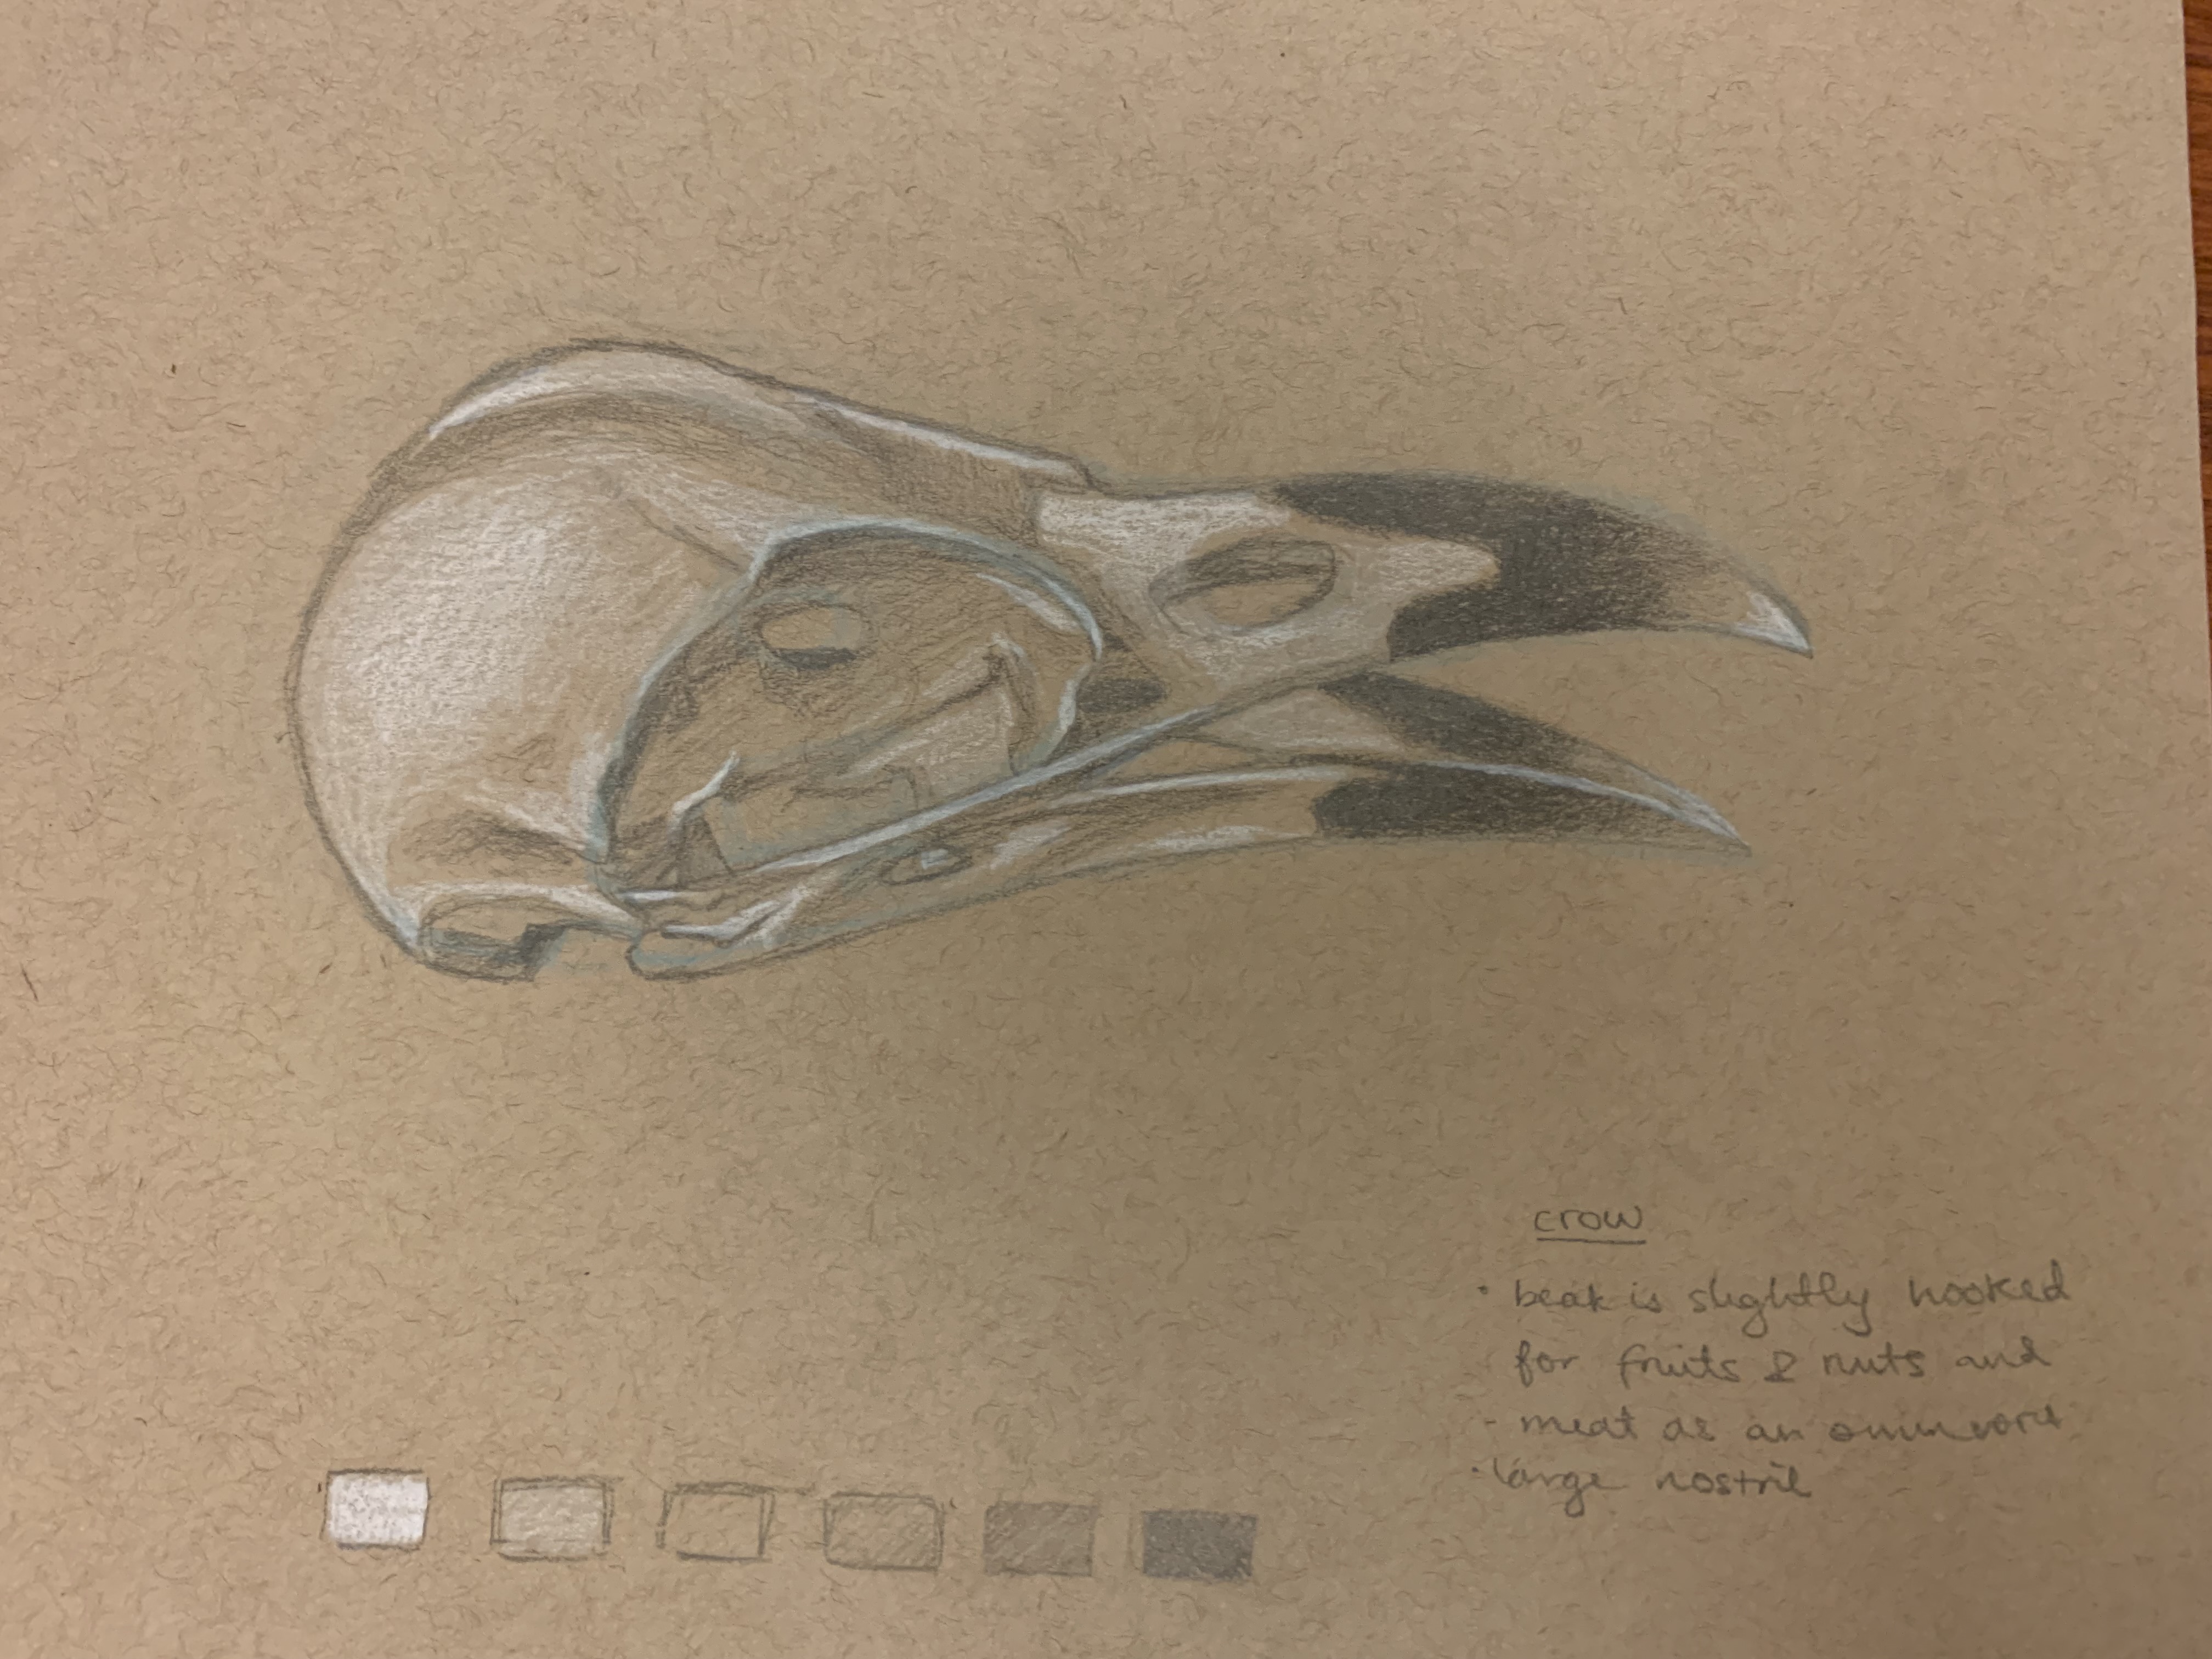 crow
• beak is slightly hooked
for fruits & nuts and
- meat as an omnivore
• large nostril